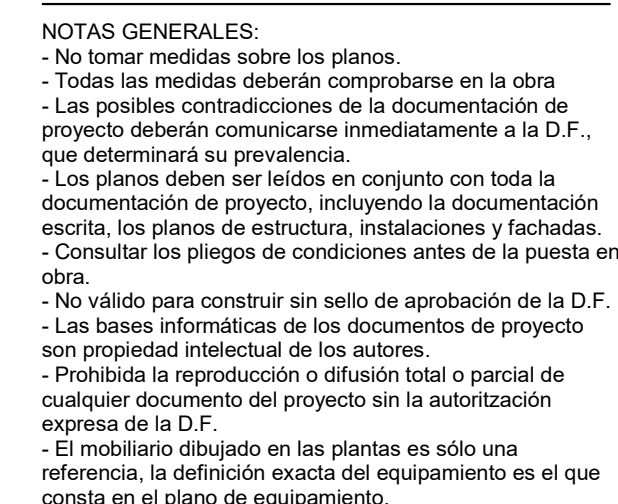 NOTAS GENERALES:
- No tomar medidas sobre los planos.
- Todas las medidas deberán comprobarse en la obra
- Las posibles contradicciones de la documentación de
proyecto deberán comunicarse inmediatamente a la D.F.,
que determinará su prevalencia.
- Los planos deben ser leídos en conjunto con toda la
documentación de proyecto, incluyendo la documentación
escrita, los planos de estructura, instalaciones y fachadas.
- Consultar los pliegos de condiciones antes de la puesta en
obra.
- No válido para construir sin sello de aprobación de la D.F.
- Las bases informáticas de los documentos de proyecto
son propiedad intelectual de los autores.
- Prohibida la reproducción o difusión total o parcial de
cualquier documento del proyecto sin la autoritzación
expresa de la D.F.
- El mobiliario dibujado en las plantas es sólo una
referencia, la definición exacta del equipamiento es el que
consta en el plano de equipamiento.